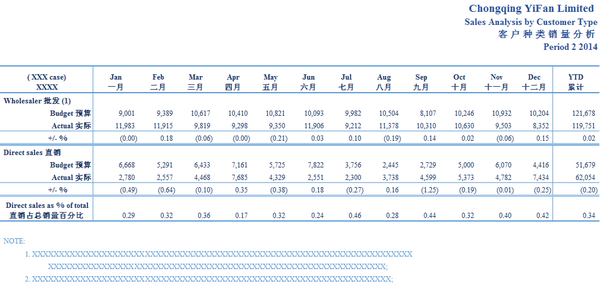 Chongqing YiFan Limited
Sales Analysis by Customer Type
客户种类销量分析
Period 2 2014
( XXX case) Jan Feb Mar Apr May Jun Jul Aug Sep Oct Nov Dec YTD
XXXX 一月 二月 三月 四月 五月 六月 七月 八月 九月 十月 十一月 十二月 累计
Wholesaler 批发 (1)
Budget 预算 9,001 9,389 10,617 10,410 10,821 10,093 9,982 10,504 8,107 10,246 10,932 10,204 121,678
Actual 实际 11,983 11,915 9,819 9,298 9,350 11,906 9,212 11,378 10,310 10,630 9,503 8,352 119,751
+/- % (0.00) 0.18 (0.06) (0.00) (0.21) 0.03 0.10 (0.19) 0.14 0.02 (0.06) 0.15 0.02
Direct sales 直销
Budget 预算 6,668 5,291 6,433 7,161 5,725 7,822 3,756 2,445 2,729 5,000 6,070 4,416 51,679
Actual 实际 2,780 2,557 4,468 7,685 4,329 2,551 2,300 3,738 4,599 5,373 4,782 7,434 62,054
+/- % (0.49) (0.64) (0.10) 0.35 (0.38) 0.18 (0.27) 0.16 (1.25) (0.19) (0.01) (0.25) (0.20)
Direct sales as % of total
直销占总销量百分比 0.29 0.32 0.36 0.17 0.32 0.24 0.46 0.28 0.44 0.32 0.40 0.42 0.34
NOTE:
1. XXXXXXXXXXXXXXXXXXXXXXXXXXXXXXXXXXXXXXXXXXXXXXXXXXXXXXXXXXXXXXXXXXXXXXXXX
XXXXXXXXXXXXXXXXXXXXXXXXXXXXXXXXXXXXXXXXXXXXXXXXXXXXXXXXXXXXXXXXX;
2. XXXXXXXXXXXXXXXXXXXXXXXXXXXXXXXXXXXXXXXXXXXXXXXXXXXXXXXXXXXXXXXXXXXXX;